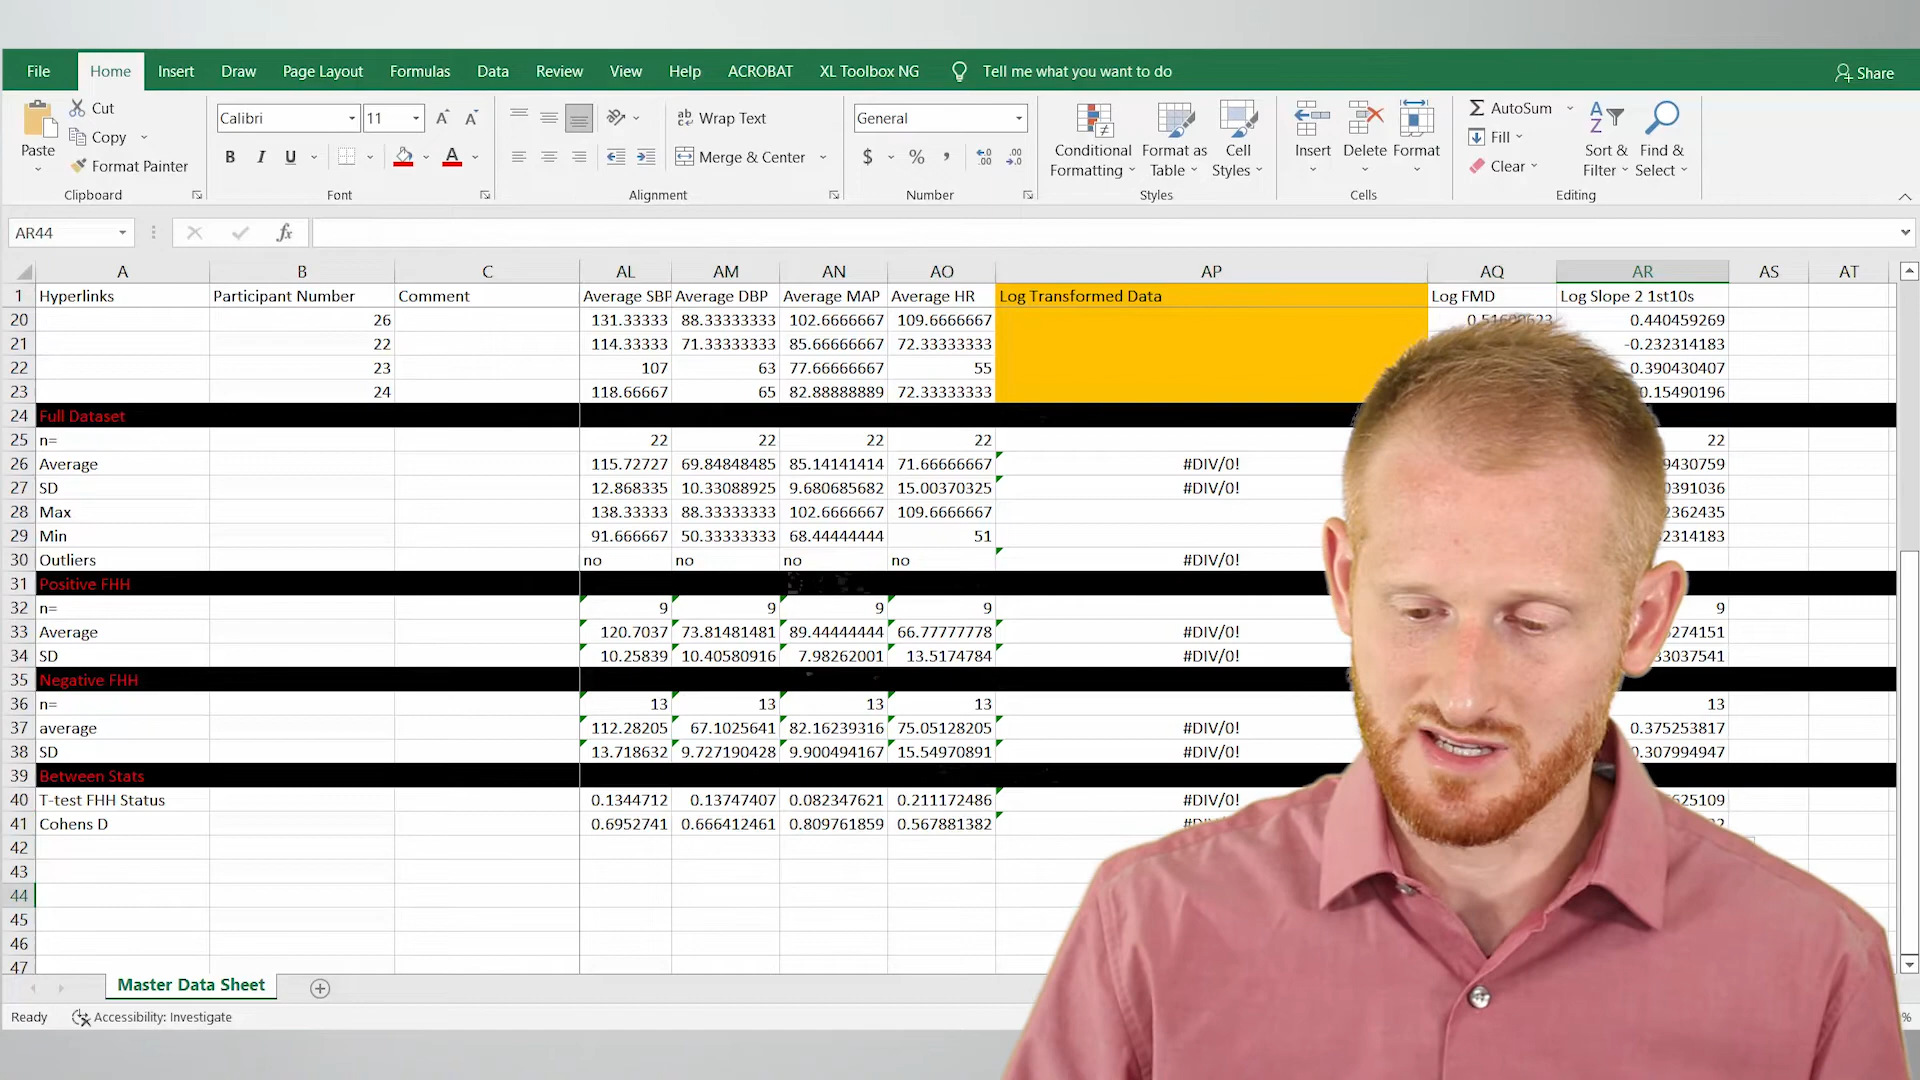 File Home Insert Draw Page Layout Formulas Data Review View Help ACROBAT XL Toolbox NG Tell me what you want to do Share
Paste Cut Copy Format Painter Clipboard
Calibri 11 B I U Font
Wrap Text Merge & Center Alignment
General $ % , Number
Conditional Formatting Format as Table Cell Styles Styles
Insert Delete Format Cells
AutoSum Fill Clear Sort & Filter Find & Select Editing
AR44 fx
A B C AL AM AN AO AP AQ AR AS AT
1 Hyperlinks Participant Number Comment Average SBP Average DBP Average MAP Average HR Log Transformed Data Log FMD Log Slope 2 1st10s
20 26 131.33333 88.33333333 102.6666667 109.6666667 0.440459269
21 22 114.33333 71.33333333 85.66666667 72.33333333 -0.232314183
22 23 107 63 77.66666667 55 0.390430407
23 24 118.66667 65 82.88888889 72.33333333 0.15490196
24 Full Dataset
25 n= 22 22 22 22 22
26 Average 115.72727 69.84848485 85.14141414 71.66666667 #DIV/0! 9430759
27 SD 12.868335 10.33088925 9.680685682 15.00370325 #DIV/0! 0391036
28 Max 138.33333 88.33333333 102.6666667 109.6666667 2362435
29 Min 91.666667 50.33333333 68.44444444 51 2314183
30 Outliers no no no no #DIV/0!
31 Positive FHH
32 n= 9 9 9 9 9
33 Average 120.7037 73.81481481 89.44444444 66.77777778 #DIV/0! 274151
34 SD 10.25839 10.40580916 7.98262001 13.5174784 #DIV/0! 33037541
35 Negative FHH
36 n= 13 13 13 13 13
37 average 112.28205 67.1025641 82.16239316 75.05128205 #DIV/0! 0.375253817
38 SD 13.718632 9.727190428 9.900494167 15.54970891 #DIV/0! 0.307994947
39 Between Stats
40 T-test FHH Status 0.1344712 0.13747407 0.082347621 0.211172486 #DIV/0! 625109
41 Cohens D 0.6952741 0.666412461 0.809761859 0.567881382 #DIV/0!
42
43
44
45
46
47
Master Data Sheet
Ready Accessibility: Investigate %